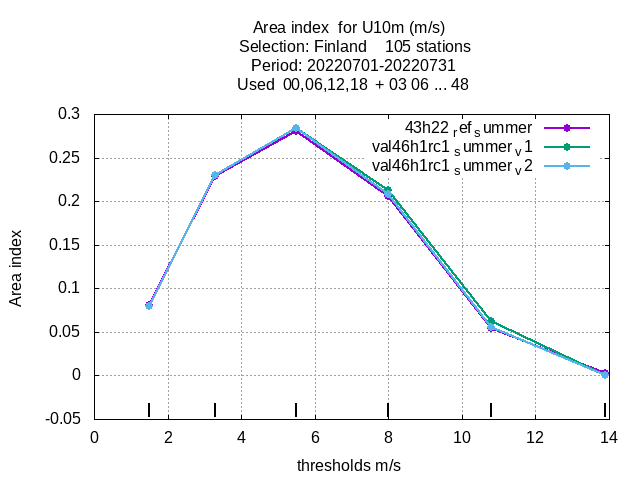 Area index  for U10m (m/s)
Selection: Finland    105 stations
Period: 20220701-20220731
Used  00,06,12,18  + 03 06 ... 48
43h22_ref_summer
val46h1rc1_summer_v1
val46h1rc1_summer_v2
0.3
0.25
0.2
0.15
0.1
0.05
0
-0.05
Area index
0 2 4 6 8 10 12 14
thresholds m/s